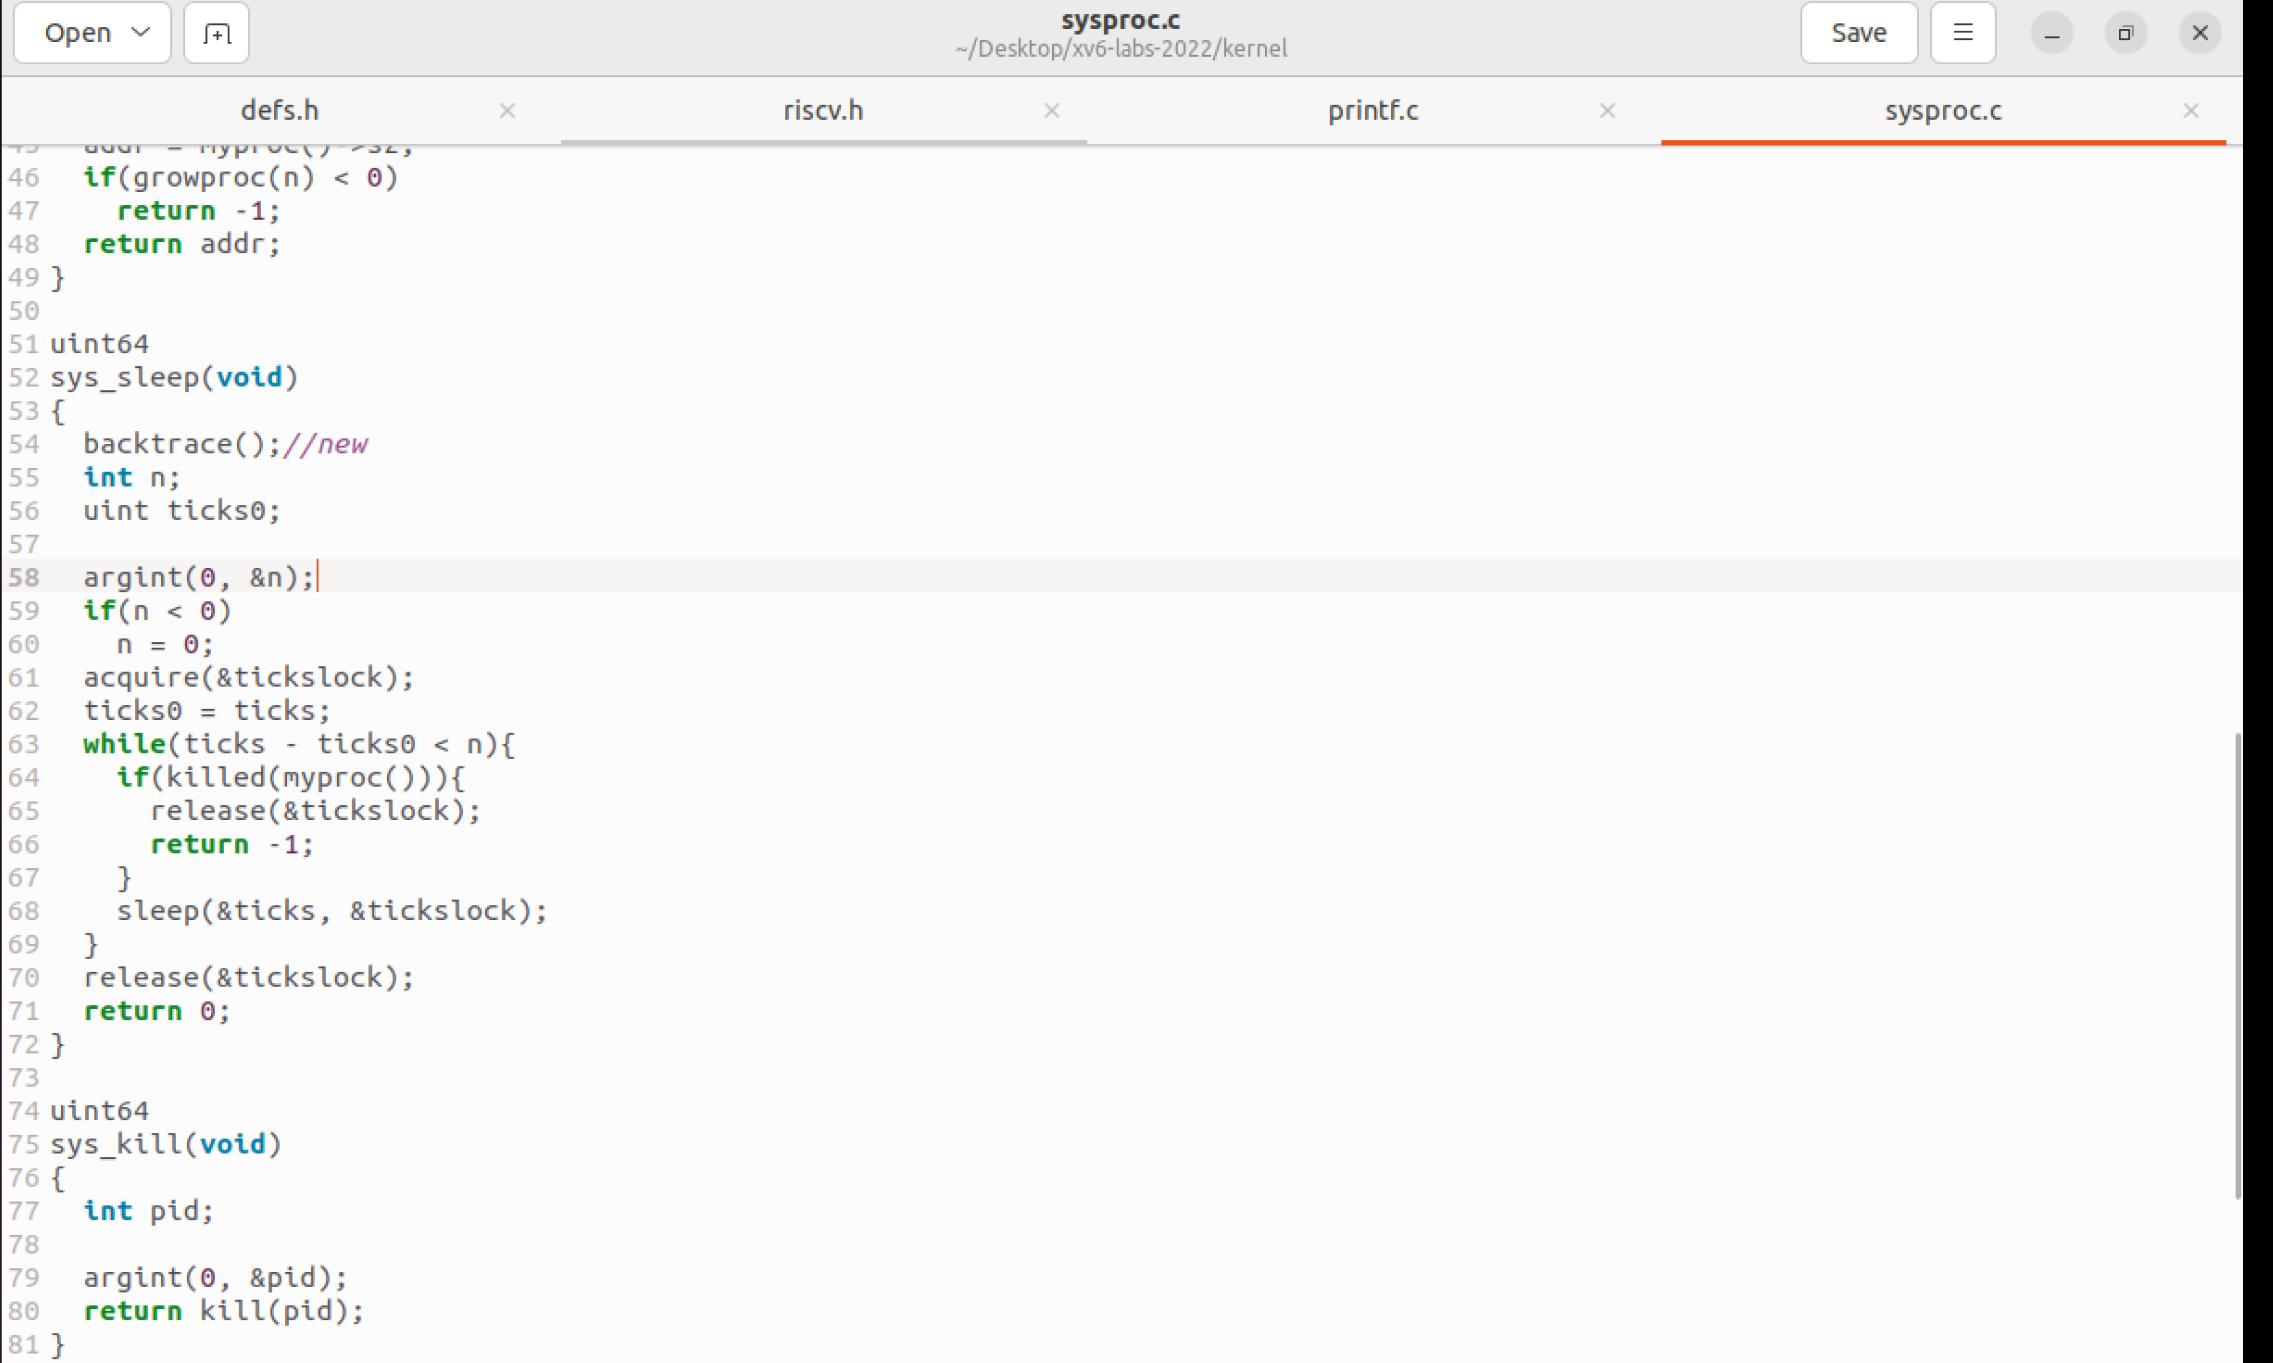 Open
sysproc.c
~/Desktop/xv6-labs-2022/kernel
Save
defs.h
riscv.h
printf.c
sysproc.c
45   addr = myproc()->sz;
46   if(growproc(n) < 0)
47     return -1;
48   return addr;
49 }
50
51 uint64
52 sys_sleep(void)
53 {
54   backtrace();//new
55   int n;
56   uint ticks0;
57
58   argint(0, &n);
59   if(n < 0)
60     n = 0;
61   acquire(&tickslock);
62   ticks0 = ticks;
63   while(ticks - ticks0 < n){
64     if(killed(myproc())){
65       release(&tickslock);
66       return -1;
67     }
68     sleep(&ticks, &tickslock);
69   }
70   release(&tickslock);
71   return 0;
72 }
73
74 uint64
75 sys_kill(void)
76 {
77   int pid;
78
79   argint(0, &pid);
80   return kill(pid);
81 }